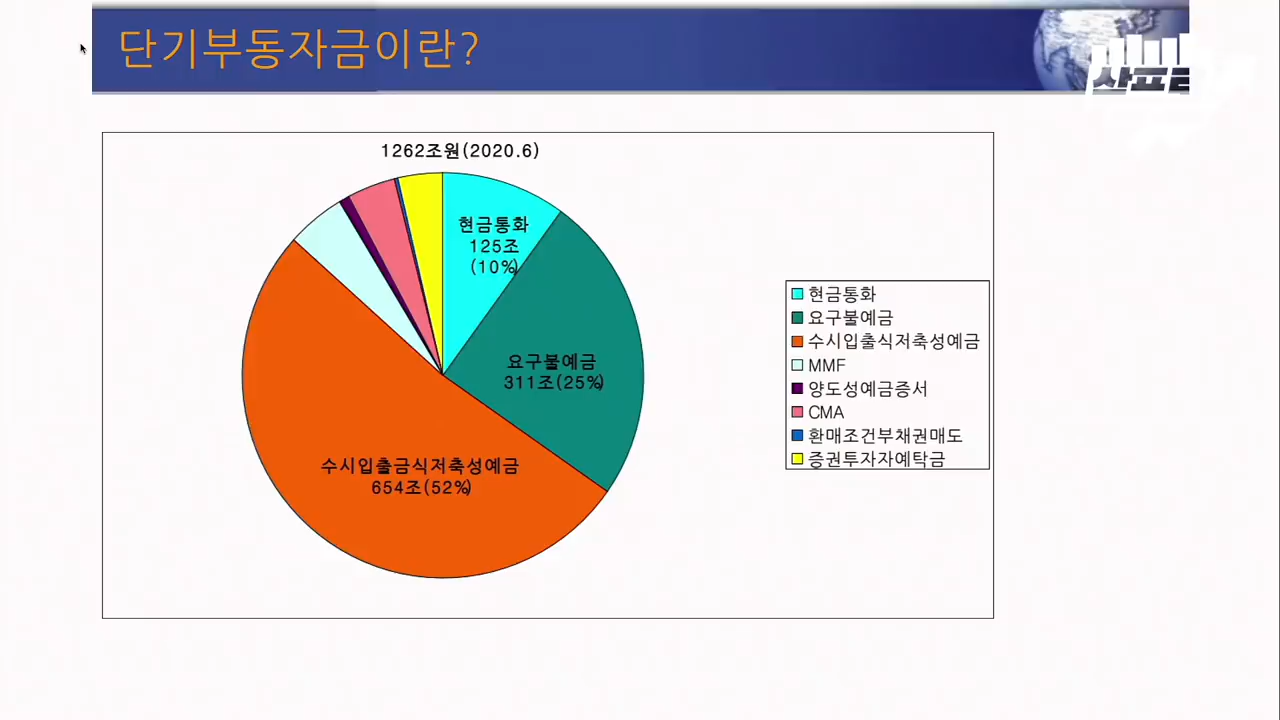 단기부동자금이란?
1262조원(2020.6)
현금통화
125조
(10%)
요구불예금
311조(25%)
수시입출금식저축성예금
654조(52%)
현금통화
요구불예금
수시입출식저축성예금
MMF
양도성예금증서
CMA
환매조건부채권매도
증권투자자예탁금